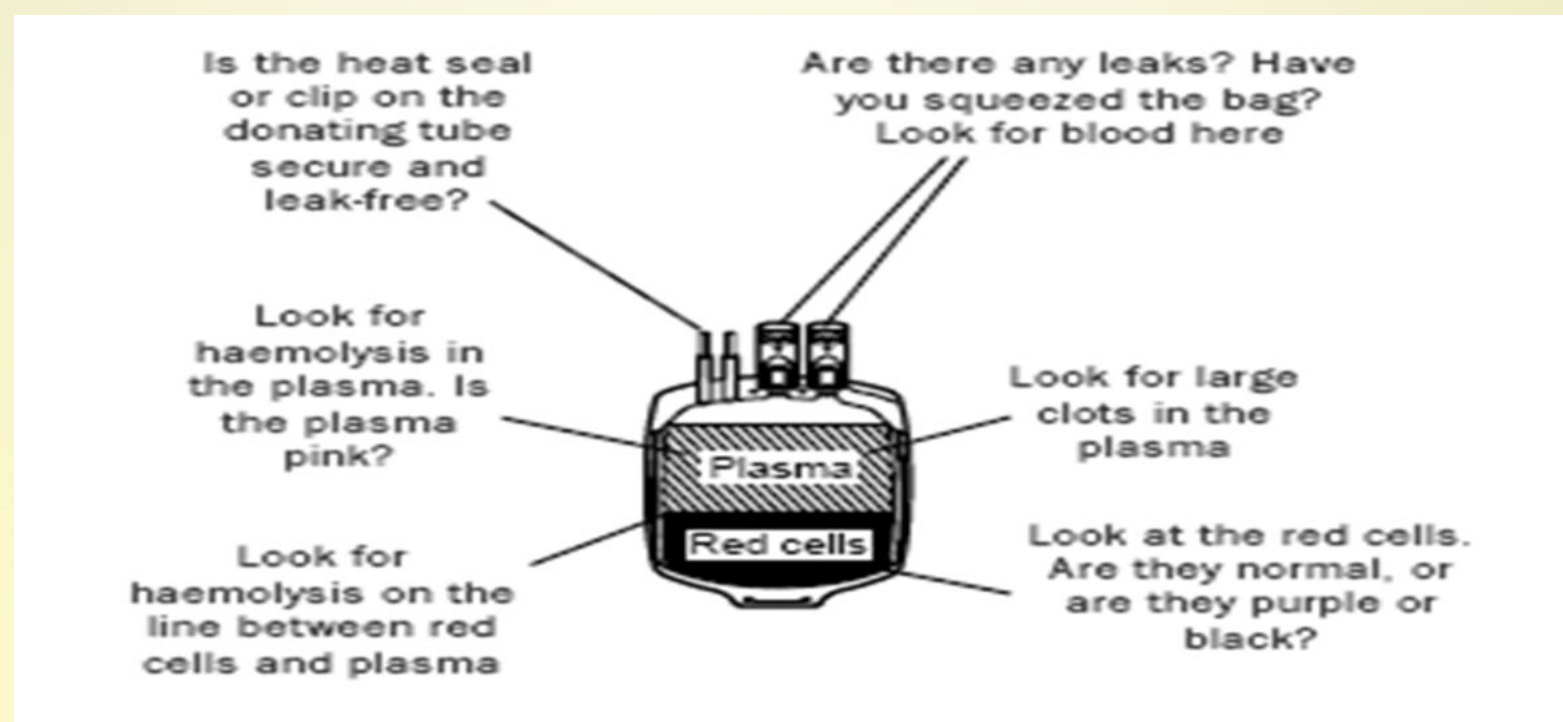 Is the heat seal
or clip on the
donating tube
secure and
leak-free?
Are there any leaks? Have
you squeezed the bag?
Look for blood here
Look for
haemolysis in
the plasma. Is
the plasma
pink?
Look for large
clots in the
plasma
Plasma
Red cells
Look for
haemolysis on the
line between red
cells and plasma
Look at the red cells.
Are they normal, or
are they purple or
black?